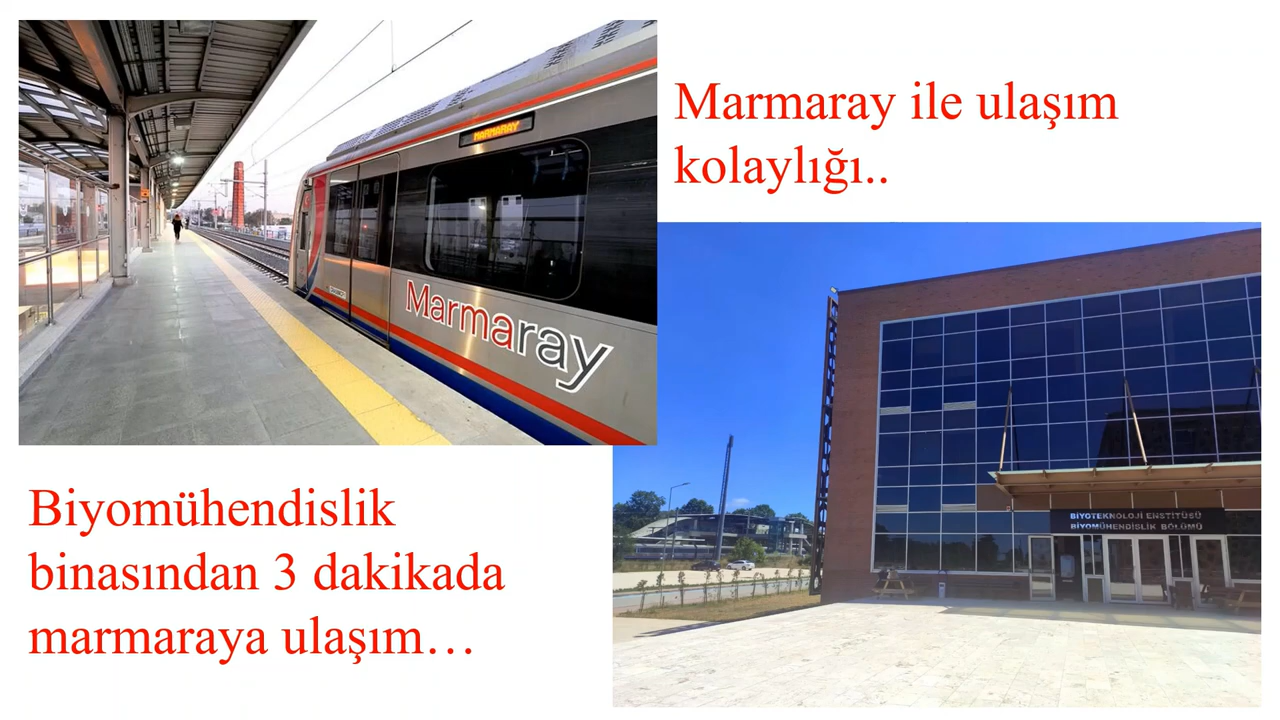 MARMARAY
Marmaray
Marmaray ile ulaşım
kolaylığı..
BİYOTEKNOLOJİ ENSTİTÜSÜ
BİYOMÜHENDİSLİK BÖLÜMÜ
Biyomühendislik
binasından 3 dakikada
marmaraya ulaşım…